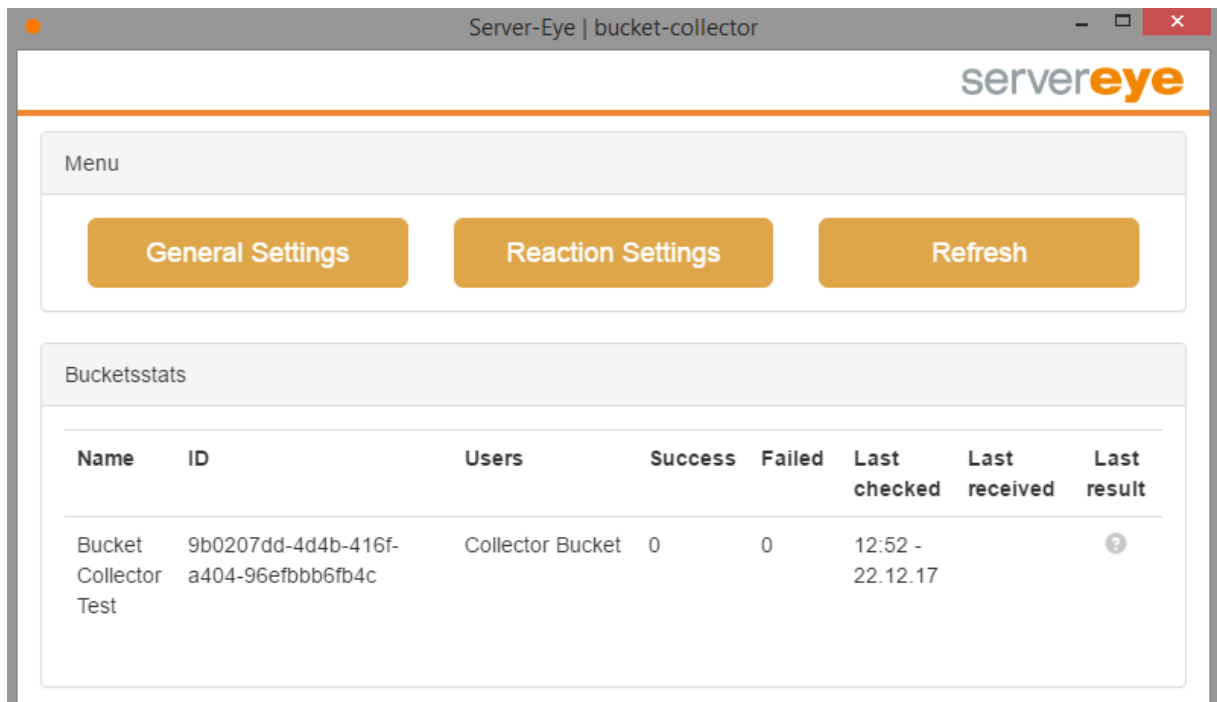 Server-Eye | bucket-collector
servereye
Menu
General Settings Reaction Settings Refresh
Bucketsstats
Name ID Users Success Failed Last checked Last received Last result
Bucket Collector Test 9b0207dd-4d4b-416f-a404-96efbbb6fb4c Collector Bucket 0 0 12:52 - 22.12.17 ?